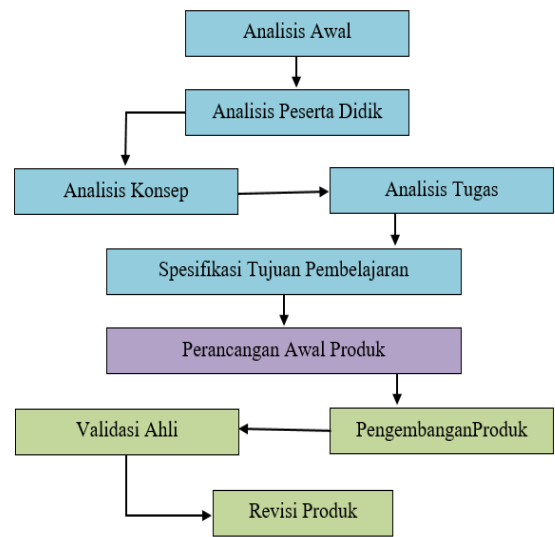 Analisis Awal
Analisis Peserta Didik
Analisis Konsep
Analisis Tugas
Spesifikasi Tujuan Pembelajaran
Perancangan Awal Produk
PengembanganProduk
Validasi Ahli
Revisi Produk